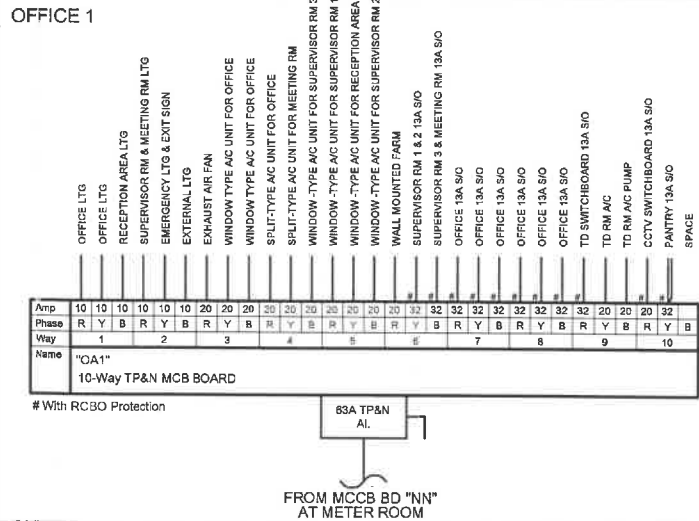 OFFICE 1
OFFICE LTG
OFFICE LTG
RECEPTION AREA LTG
SUPERVISOR RM & MEETING RM LTG
EMERGENCY LTG & EXIT SIGN
EXTERNAL LTG
EXHAUST AIR FAN
WINDOW TYPE A/C UNIT FOR OFFICE
WINDOW TYPE A/C UNIT FOR OFFICE
SPLIT-TYPE A/C UNIT FOR OFFICE
SPLIT-TYPE A/C UNIT FOR MEETING RM
WINDOW -TYPE A/C UNIT FOR SUPERVISOR RM 3
WINDOW -TYPE A/C UNIT FOR SUPERVISOR RM 1
WINDOW -TYPE A/C UNIT FOR RECEPTION AREA
WINDOW -TYPE A/C UNIT FOR SUPERVISOR RM 2
WALL MOUNTED FARM
SUPERVISOR RM 1 & 2 13A S/O
SUPERVISOR RM 3 & MEETING RM 13A S/O
OFFICE 13A S/O
OFFICE 13A S/O
OFFICE 13A S/O
OFFICE 13A S/O
OFFICE 13A S/O
OFFICE 13A S/O
TD SWITCHBOARD 13A S/O
TD RM A/C
TD RM A/C PUMP
CCTV SWITCHBOARD 13A S/O
PANTRY 13A S/O
SPACE
# # # # # # # # # # #
Amp 10 10 10 10 10 10 20 20 20 20 20 20 20 20 20 20 32 32 32 32 32 32 32 32 32 20 20 32 32
Phase R Y B R Y B R Y B R Y B R Y B R Y B R Y B R Y B R Y B R Y B
Way 1 2 3 4 5 6 7 8 9 10
Name "OA1"
10-Way TP&N MCB BOARD
# With RCBO Protection
63A TP&N
AI.
FROM MCCB BD "NN"
AT METER ROOM